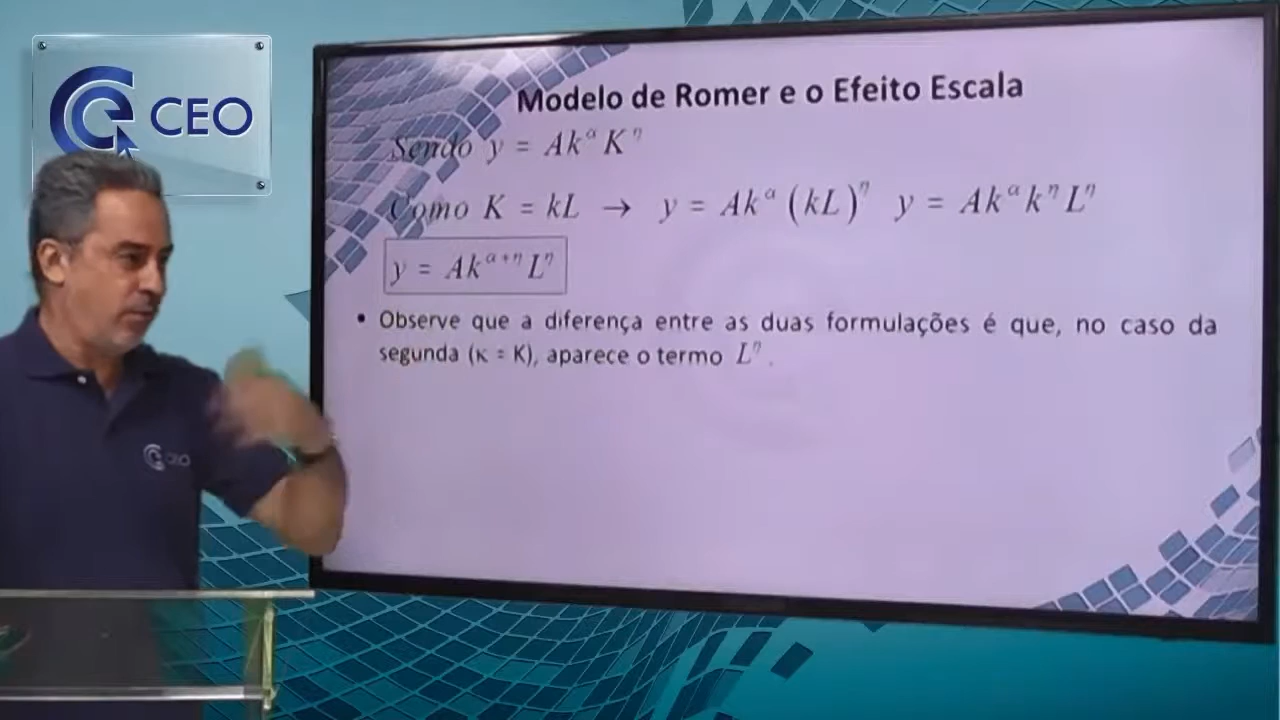 CEO
Modelo de Romer e o Efeito Escala
Sendo y = Ak^α K^η
Como K = kL → y = Ak^α (kL)^η y = Ak^α k^η L^η
y = Ak^(α+η) L^η
• Observe que a diferença entre as duas formulações é que, no caso da
segunda (κ = K), aparece o termo L^η .
CEO